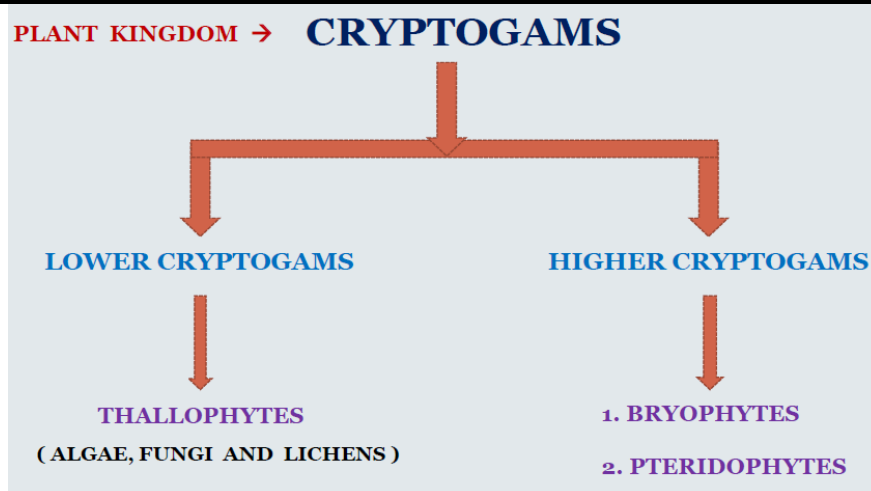 PLANT KINGDOM → CRYPTOGAMS
LOWER CRYPTOGAMS
HIGHER CRYPTOGAMS
THALLOPHYTES
( ALGAE, FUNGI AND LICHENS )
1. BRYOPHYTES
2. PTERIDOPHYTES